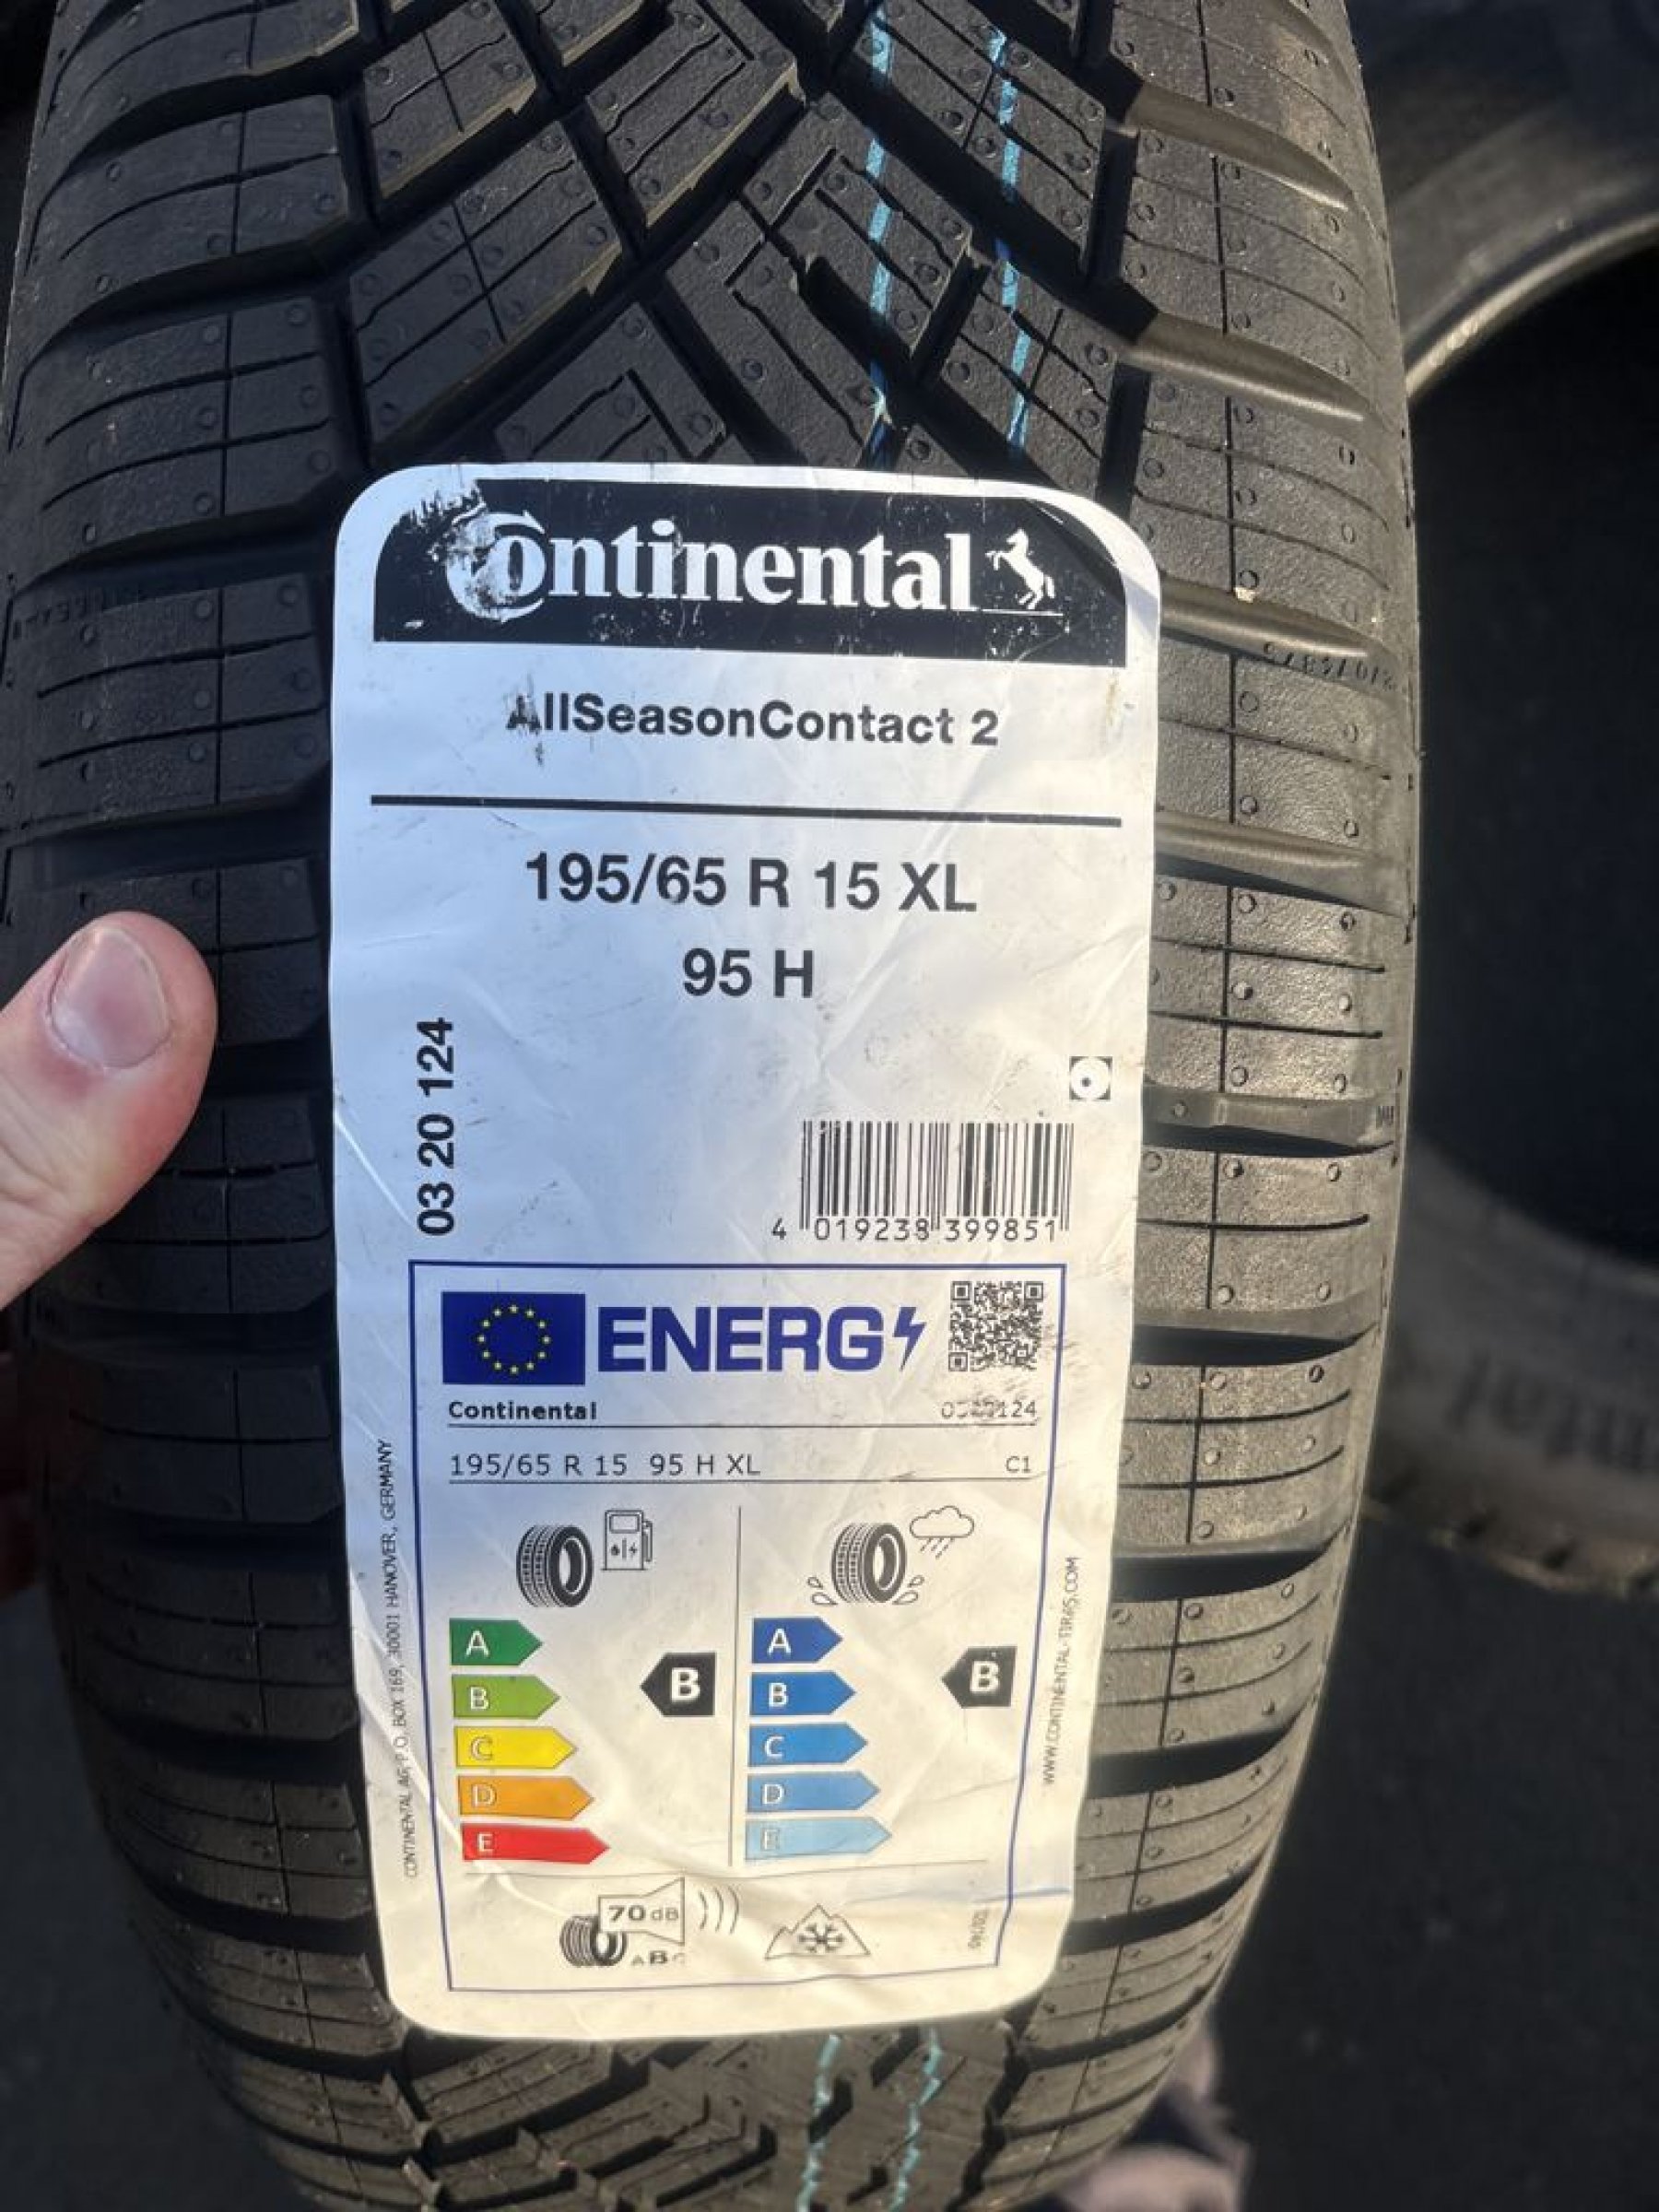 Continental
AllSeasonContact 2
195/65 R 15 XL
95 H
03 20 124
4 019238 399851
ENERG
Continental
0320124
195/65 R 15 95 H XL
C1
A
B
C
D
E
B
A
B
C
D
E
B
70 dB
ABC
CONTINENTAL AG, P.O. BOX 169, 30001 HANOVER, GERMANY
WWW.CONTINENTAL-TIRES.COM